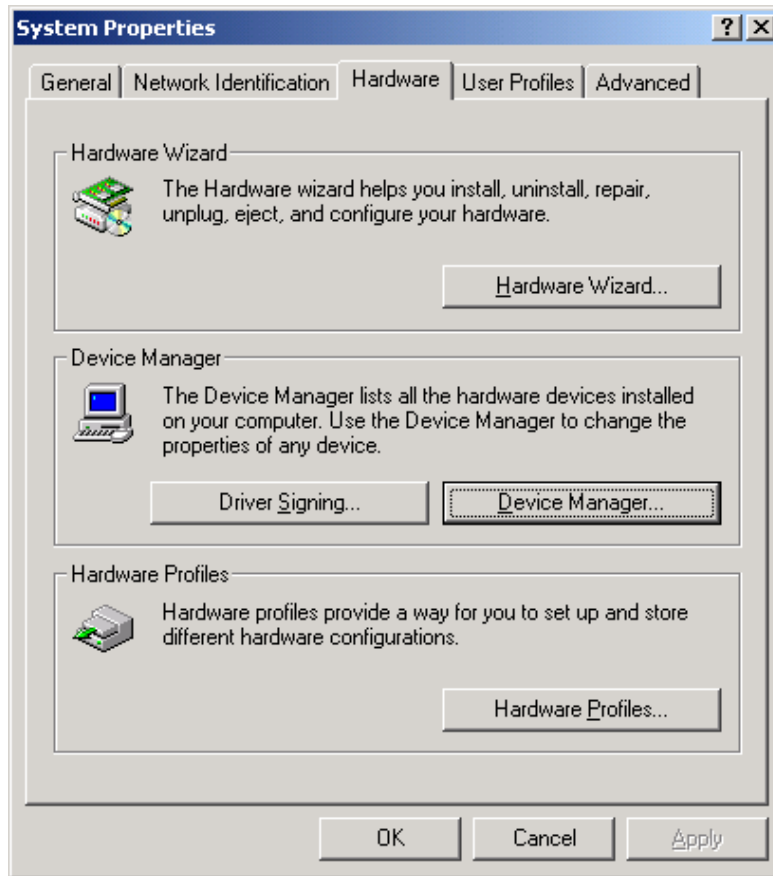 System Properties
General
Network Identification
Hardware
User Profiles
Advanced
Hardware Wizard
The Hardware wizard helps you install, uninstall, repair,
unplug, eject, and configure your hardware.
Hardware Wizard...
Device Manager
The Device Manager lists all the hardware devices installed
on your computer. Use the Device Manager to change the
properties of any device.
Driver Signing...
Device Manager...
Hardware Profiles
Hardware profiles provide a way for you to set up and store
different hardware configurations.
Hardware Profiles...
OK
Cancel
Apply